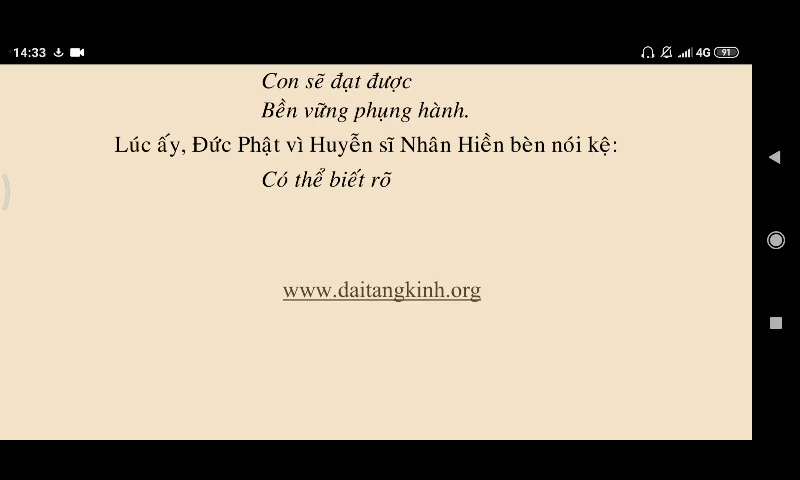 14:33
4G 91
Con sẽ đạt được
Bền vững phụng hành.
Lúc ấy, Đức Phật vì Huyễn sĩ Nhân Hiền bèn nói kệ:
Có thể biết rõ
www.daitangkinh.org